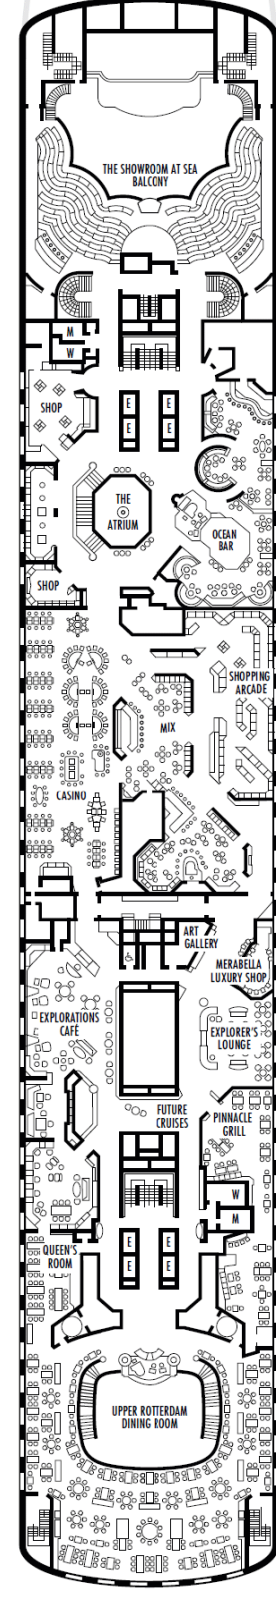 THE SHOWROOM AT SEA
BALCONY
M
W
SHOP
E
E
E
E
THE
ATRIUM
OCEAN
BAR
SHOP
SHOPPING
ARCADE
MIX
CASINO
ART
GALLERY
MERABELLA
LUXURY SHOP
EXPLORATIONS
CAFÉ
EXPLORER'S
LOUNGE
FUTURE
CRUISES
PINNACLE
GRILL
W
M
QUEEN'S
ROOM
E
E
E
E
UPPER ROTTERDAM
DINING ROOM